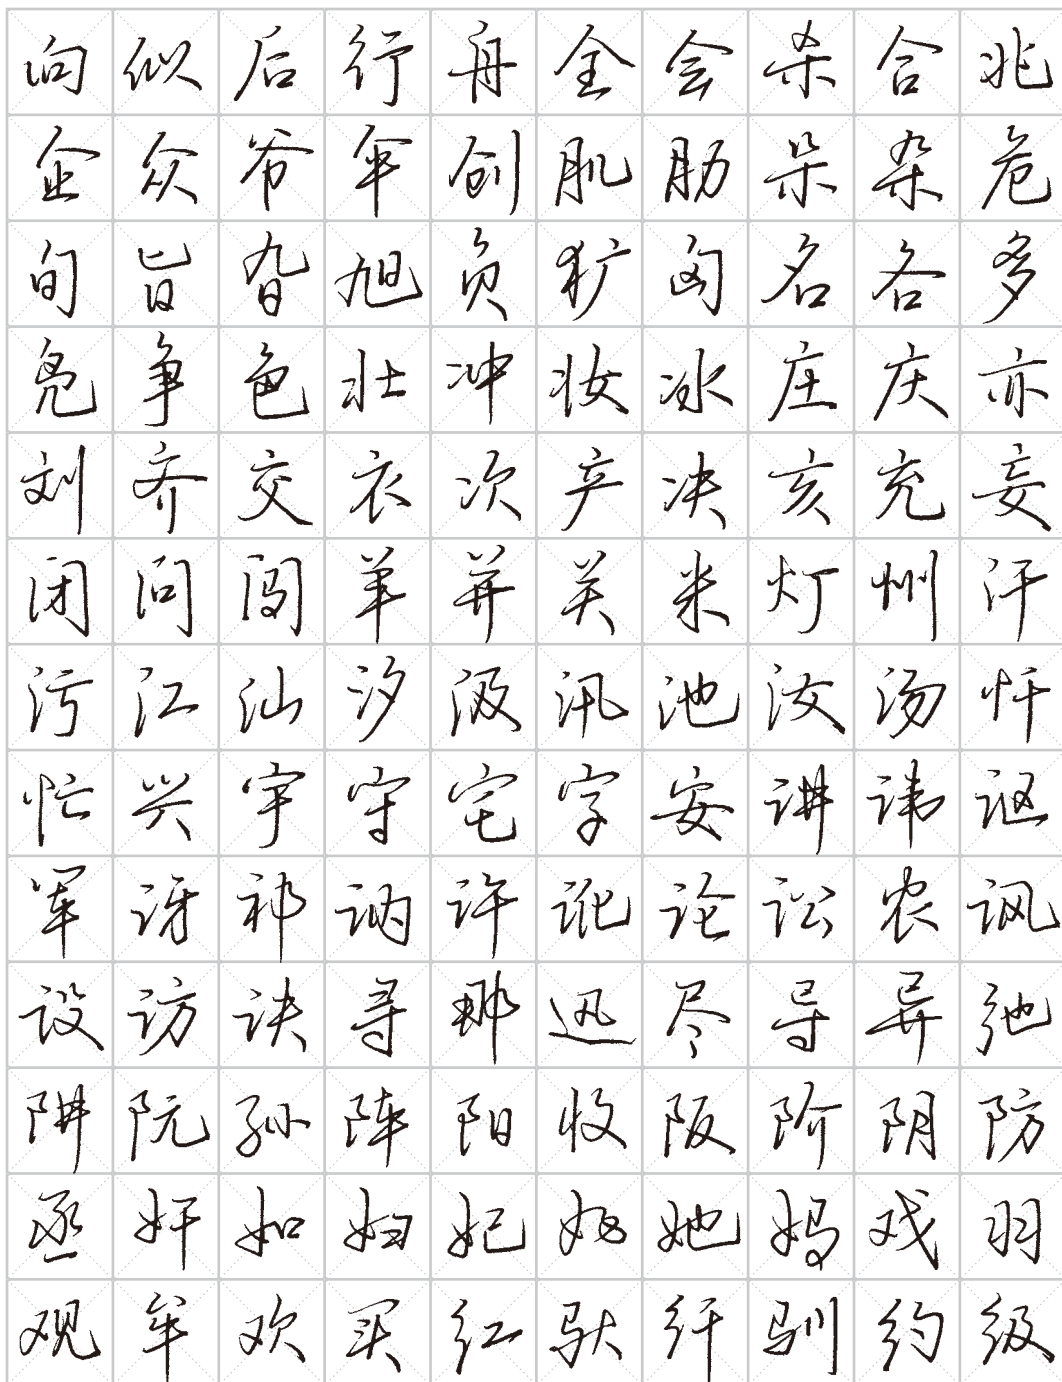 向似后行舟全会杀合兆
企众爷伞创肌肋朵杂危
旬旨旮旭负犷匈名各多
凫争色壮冲妆冰庄庆亦
刘齐交衣次产决亥充妄
闭问闯羊并关米灯州汗
污江汕汐汲汛池汝汤忏
忙兴宇守宅字安讲讳讴
军讶祁讷许讹论讼农讽
设访诀寻那迅尽导异弛
阱阮孙阵阳收阪阶阴防
丞奸如妇妃好她妈戏羽
观牟欢买红驮纤驯约级